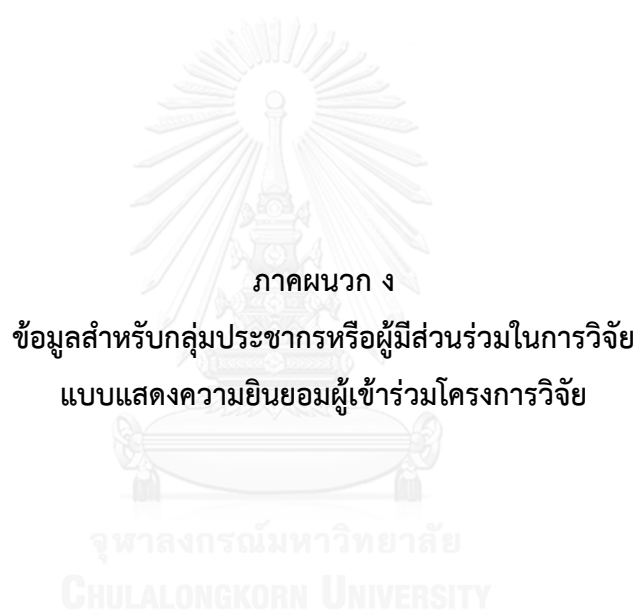 ภาคผนวก ง
ข้อมูลสำหรับกลุ่มประชากรหรือผู้มีส่วนร่วมในการวิจัย
แบบแสดงความยินยอมผู้เข้าร่วมโครงการวิจัย
จุฬาลงกรณ์มหาวิทยาลัย
CHULALONGKORN UNIVERSITY